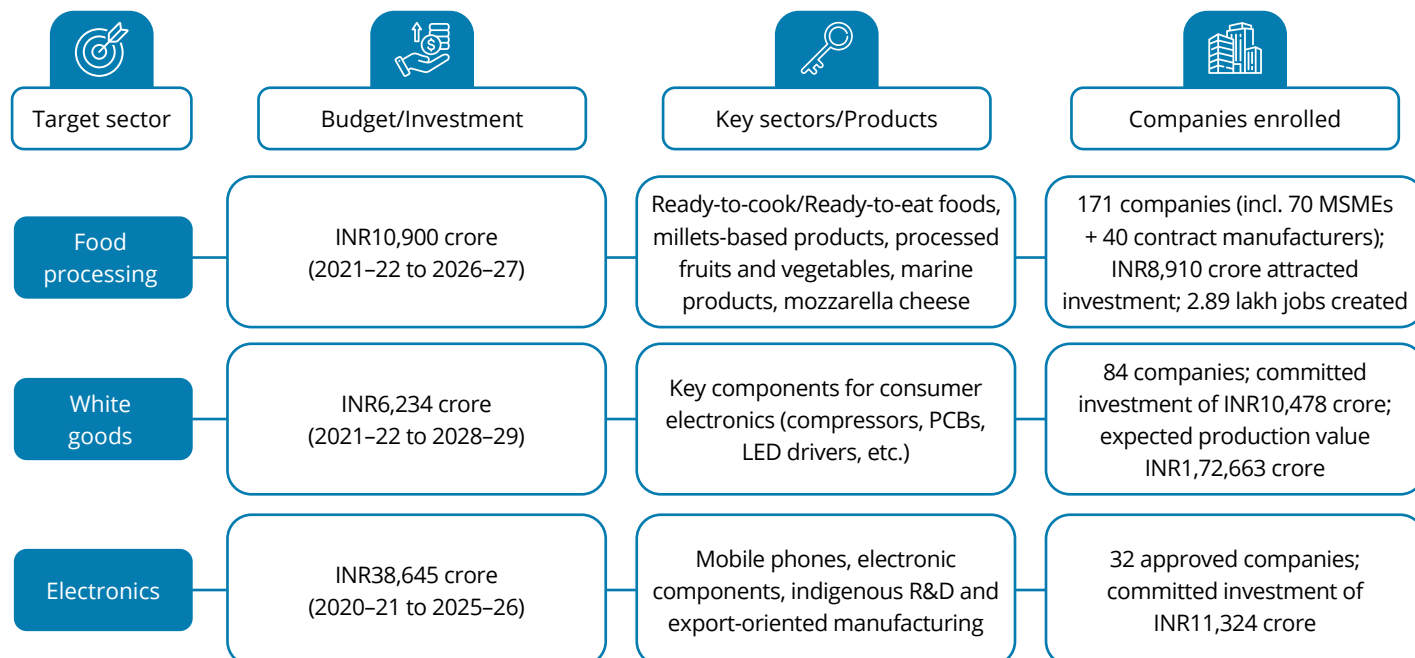 Target sector
Budget/Investment
Key sectors/Products
Companies enrolled
Food
processing
INR10,900 crore
(2021–22 to 2026–27)
Ready-to-cook/Ready-to-eat foods,
millets-based products, processed
fruits and vegetables, marine
products, mozzarella cheese
171 companies (incl. 70 MSMEs
+ 40 contract manufacturers);
INR8,910 crore attracted
investment; 2.89 lakh jobs created
White
goods
INR6,234 crore
(2021–22 to 2028–29)
Key components for consumer
electronics (compressors, PCBs,
LED drivers, etc.)
84 companies; committed
investment of INR10,478 crore;
expected production value
INR1,72,663 crore
Electronics
INR38,645 crore
(2020–21 to 2025–26)
Mobile phones, electronic
components, indigenous R&D and
export-oriented manufacturing
32 approved companies;
committed investment of
INR11,324 crore